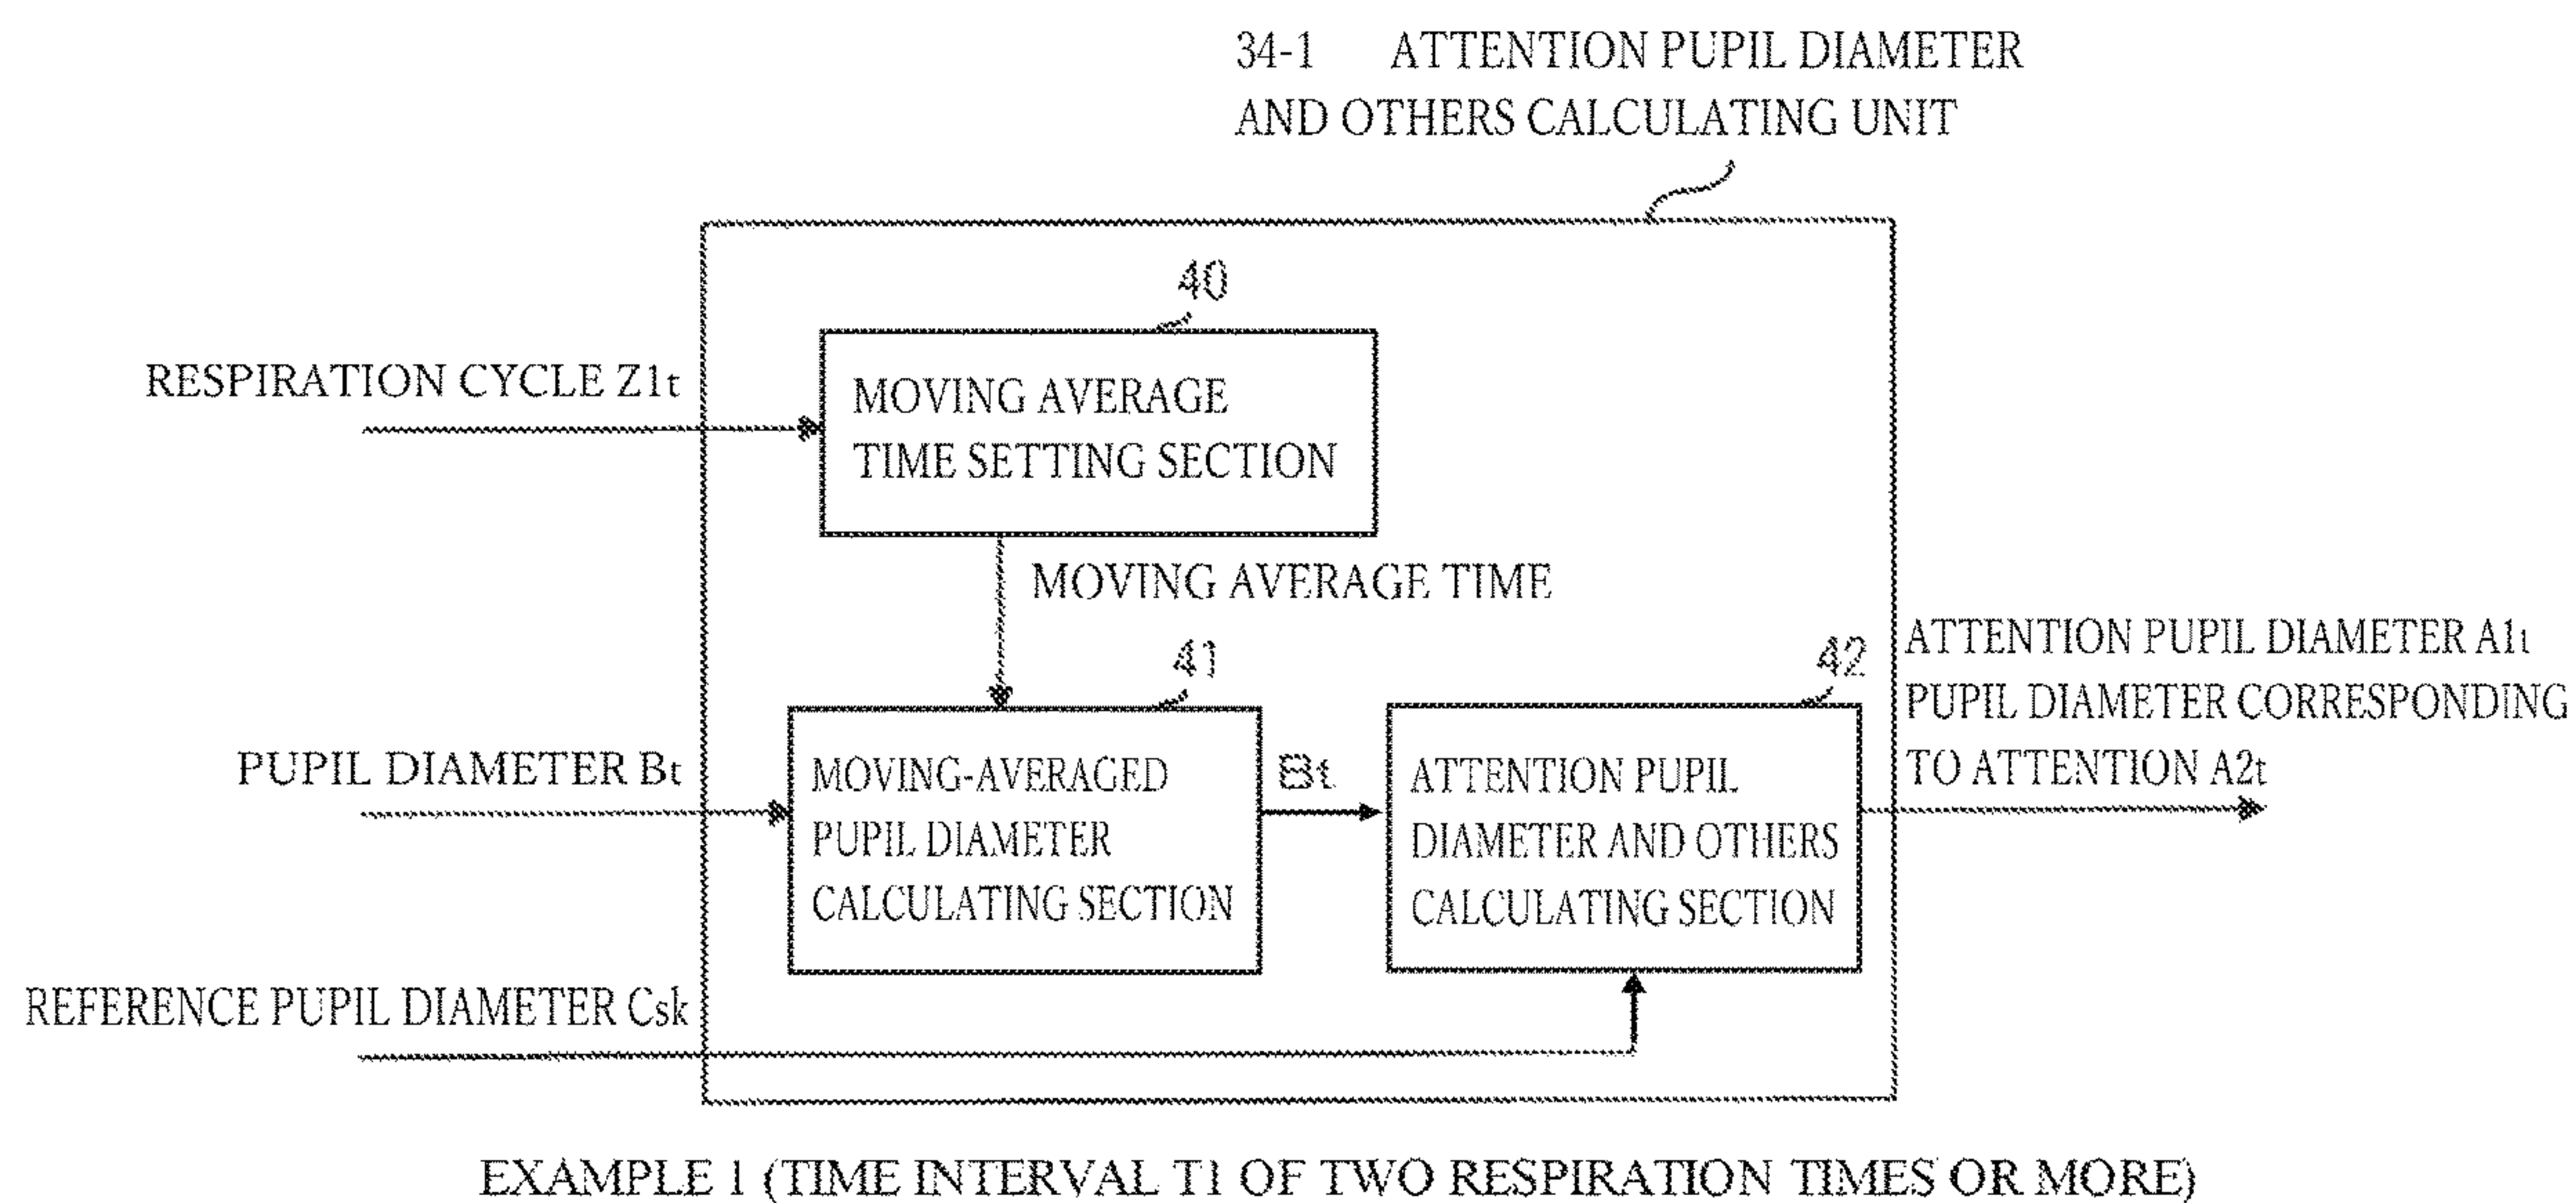 34-1 ATTENTION PUPIL DIAMETER
AND OTHERS CALCULATING UNIT
40
RESPIRATION CYCLE Z1t
MOVING AVERAGE
TIME SETTING SECTION
MOVING AVERAGE TIME
41
42
ATTENTION PUPIL DIAMETER A1t
PUPIL DIAMETER CORRESPONDING
TO ATTENTION A2t
PUPIL DIAMETER Bt
MOVING-AVERAGED
PUPIL DIAMETER
CALCULATING SECTION
Bt
ATTENTION PUPIL
DIAMETER AND OTHERS
CALCULATING SECTION
REFERENCE PUPIL DIAMETER Csk
EXAMPLE 1 (TIME INTERVAL T1 OF TWO RESPIRATION TIMES OR MORE)